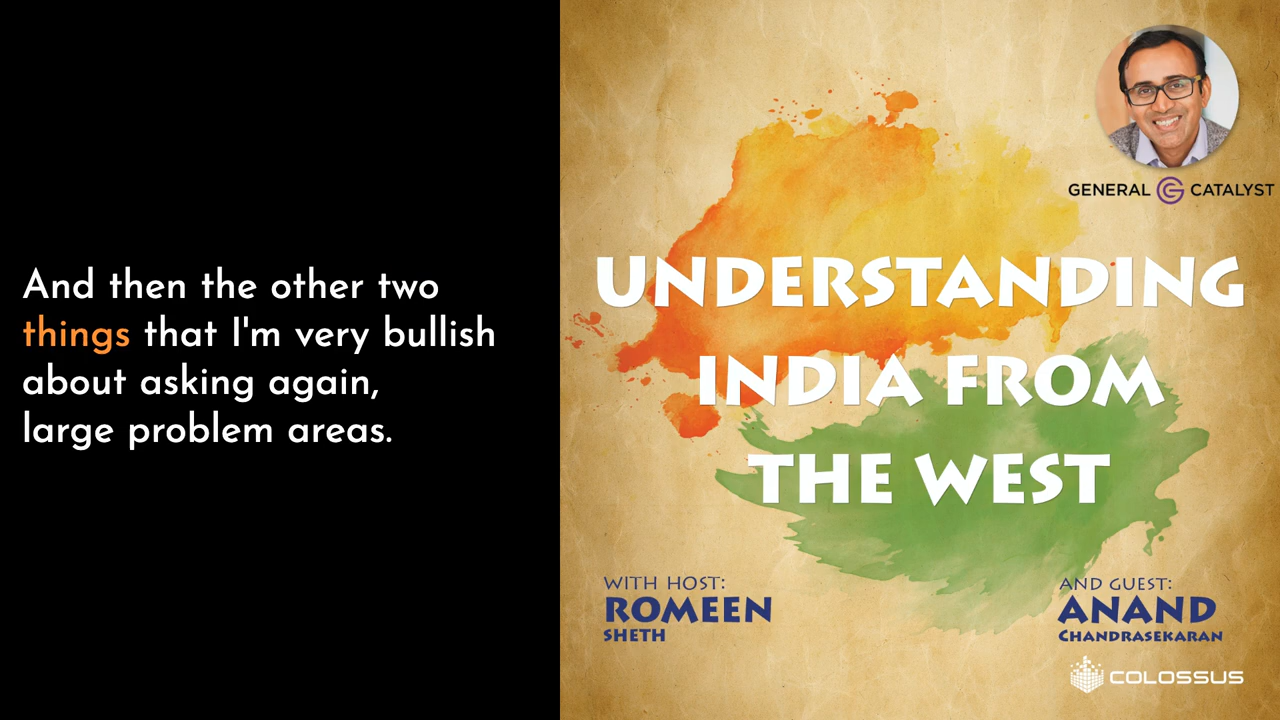 And then the other two
things that I'm very bullish
about asking again,
large problem areas.
GENERAL CATALYST
UNDERSTANDING
INDIA FROM
THE WEST
WITH HOST:
ROMEEN
SHETH
AND GUEST:
ANAND
CHANDRASEKARAN
COLOSSUS